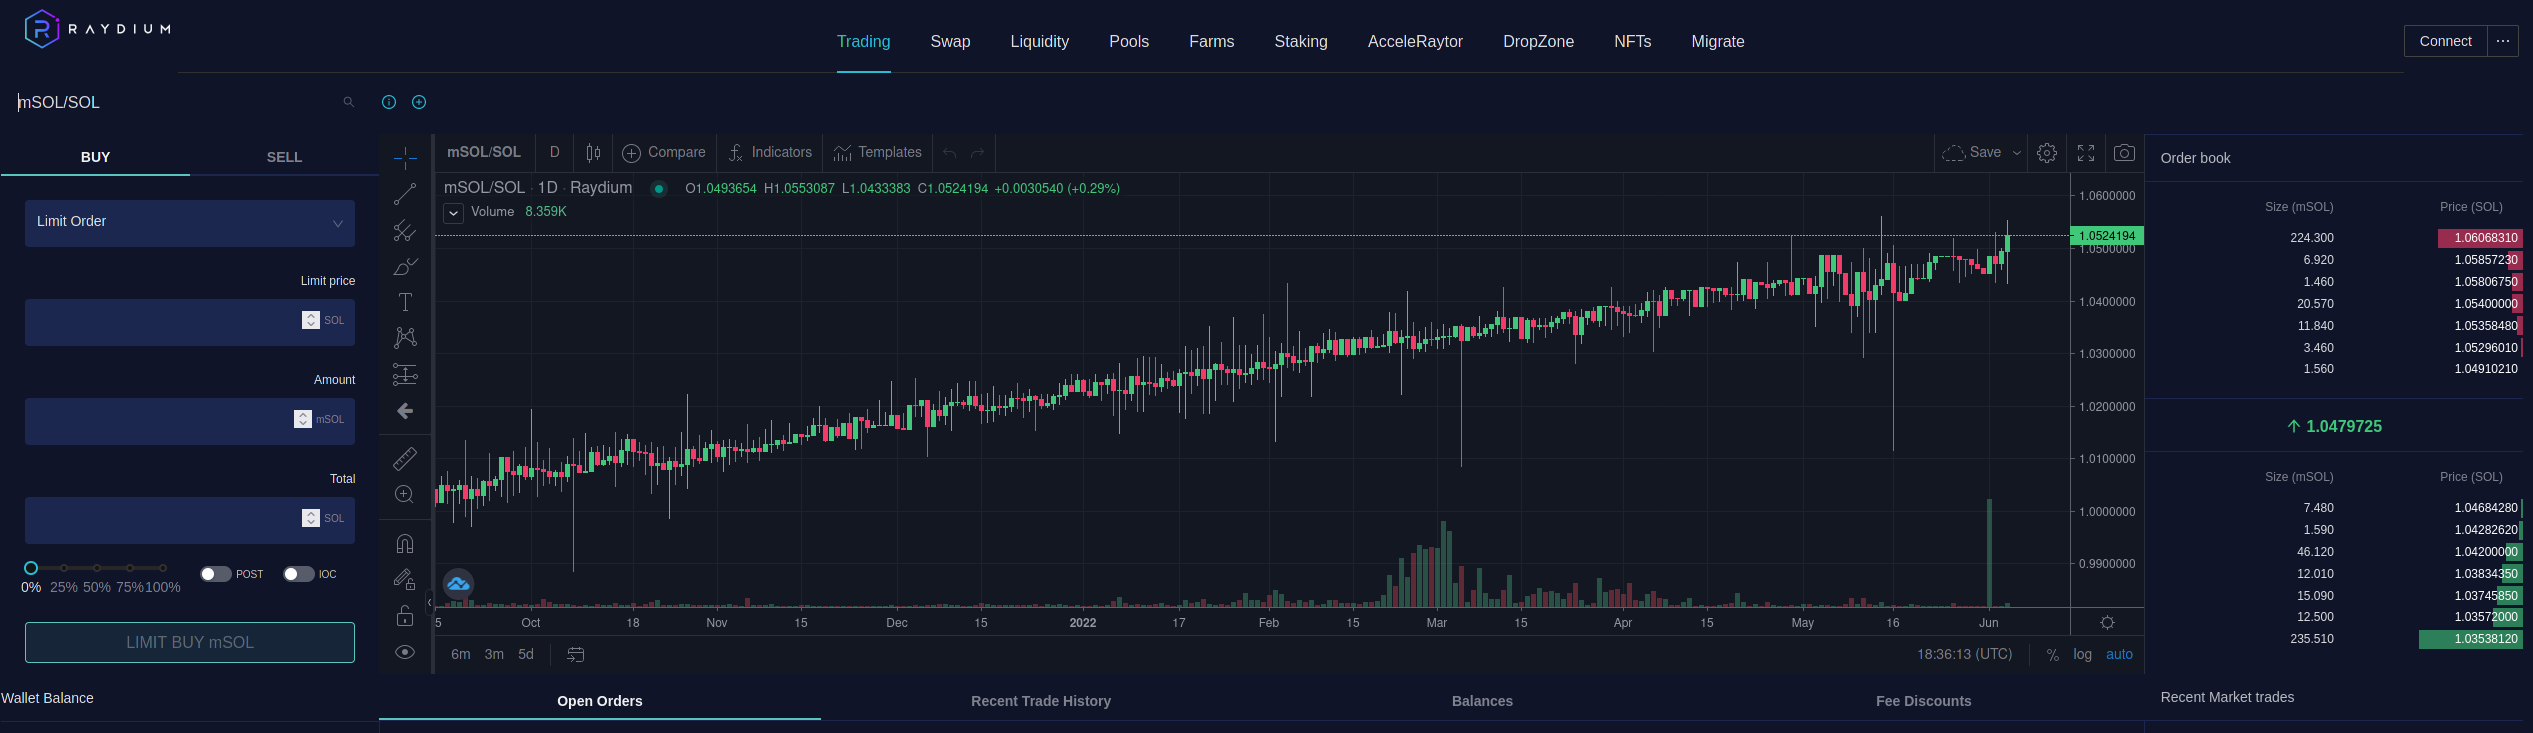 RAYDIUM
Trading Swap Liquidity Pools Farms Staking AcceleRaytor DropZone NFTs Migrate
Connect ...
mSOL/SOL
BUY SELL
Limit Order
Limit price
SOL
Amount
mSOL
Total
SOL
0% 25% 50% 75% 100%
POST IOC
LIMIT BUY mSOL
Wallet Balance
mSOL/SOL D Compare Indicators Templates Save
mSOL/SOL · 1D · Raydium O1.0493654 H1.0553087 L1.0433383 C1.0524194 +0.0030540 (+0.29%)
Volume 8.359K
1.0600000
1.0524194
1.0500000
1.0400000
1.0300000
1.0200000
1.0100000
1.0000000
0.9900000
5 Oct 18 Nov 15 Dec 15 2022 17 Feb 15 Mar 15 Apr 15 May 16 Jun
6m 3m 5d 18:36:13 (UTC) % log auto
Open Orders Recent Trade History Balances Fee Discounts
Order book
Size (mSOL) Price (SOL)
224.300 1.06068310
6.920 1.05857230
1.460 1.05806750
20.570 1.05400000
11.840 1.05358480
3.460 1.05296010
1.560 1.04910210
↑ 1.0479725
Size (mSOL) Price (SOL)
7.480 1.04684280
1.590 1.04282620
46.120 1.04200000
12.010 1.03834350
15.090 1.03745850
12.500 1.03572000
235.510 1.03538120
Recent Market trades